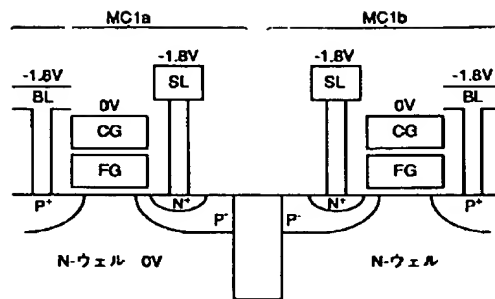 MC1a MC1b
-1.8V -1.8V
-1.8V SL SL -1.8V
BL 0V 0V BL
CG CG
FG FG
P+ N+ N+ P+
P- P-
N-ウェル 0V N-ウェル